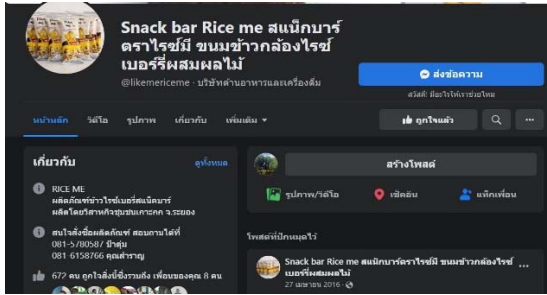 Snack bar Rice me สแน็กบาร์
ตราไรซ์มี ขนมข้าวกล้องไรซ์
เบอร์รี่ผสมผลไม้
@likemericeme · บริษัทด้านอาหารและเครื่องดื่ม
ส่งข้อความ
สวัสดี! มีอะไรให้เราช่วยไหม
หน้าหลัก วิดีโอ รูปภาพ เกี่ยวกับ เพิ่มเติม
ถูกใจแล้ว
เกี่ยวกับ ดูทั้งหมด
RICE ME
ผลิตภัณฑ์ข้าวไรซ์เบอร์รี่สแน็คบาร์
ผลิตโดยวิสาหกิจชุมชนเกาะกก จ.ระยอง
สนใจสั่งซื้อผลิตภัณฑ์ สอบถามได้ที่
081-578058/ ป้าตุ่ม
081 6158766 คุณสำราญ
672 คน ถูกใจสิ่งนี้ซึ่งรวมถึง เพื่อนของคุณ 8 คน
สร้างโพสต์
รูปภาพ/วิดีโอ เช็คอิน แท็กเพื่อน
โพสต์ที่ปักหมุดไว้
Snack bar Rice me สแน็กบาร์ตราไรซ์มี ขนมข้าวกล้องไรซ์
เบอร์รี่ผสมผลไม้
27 เมษายน 2016